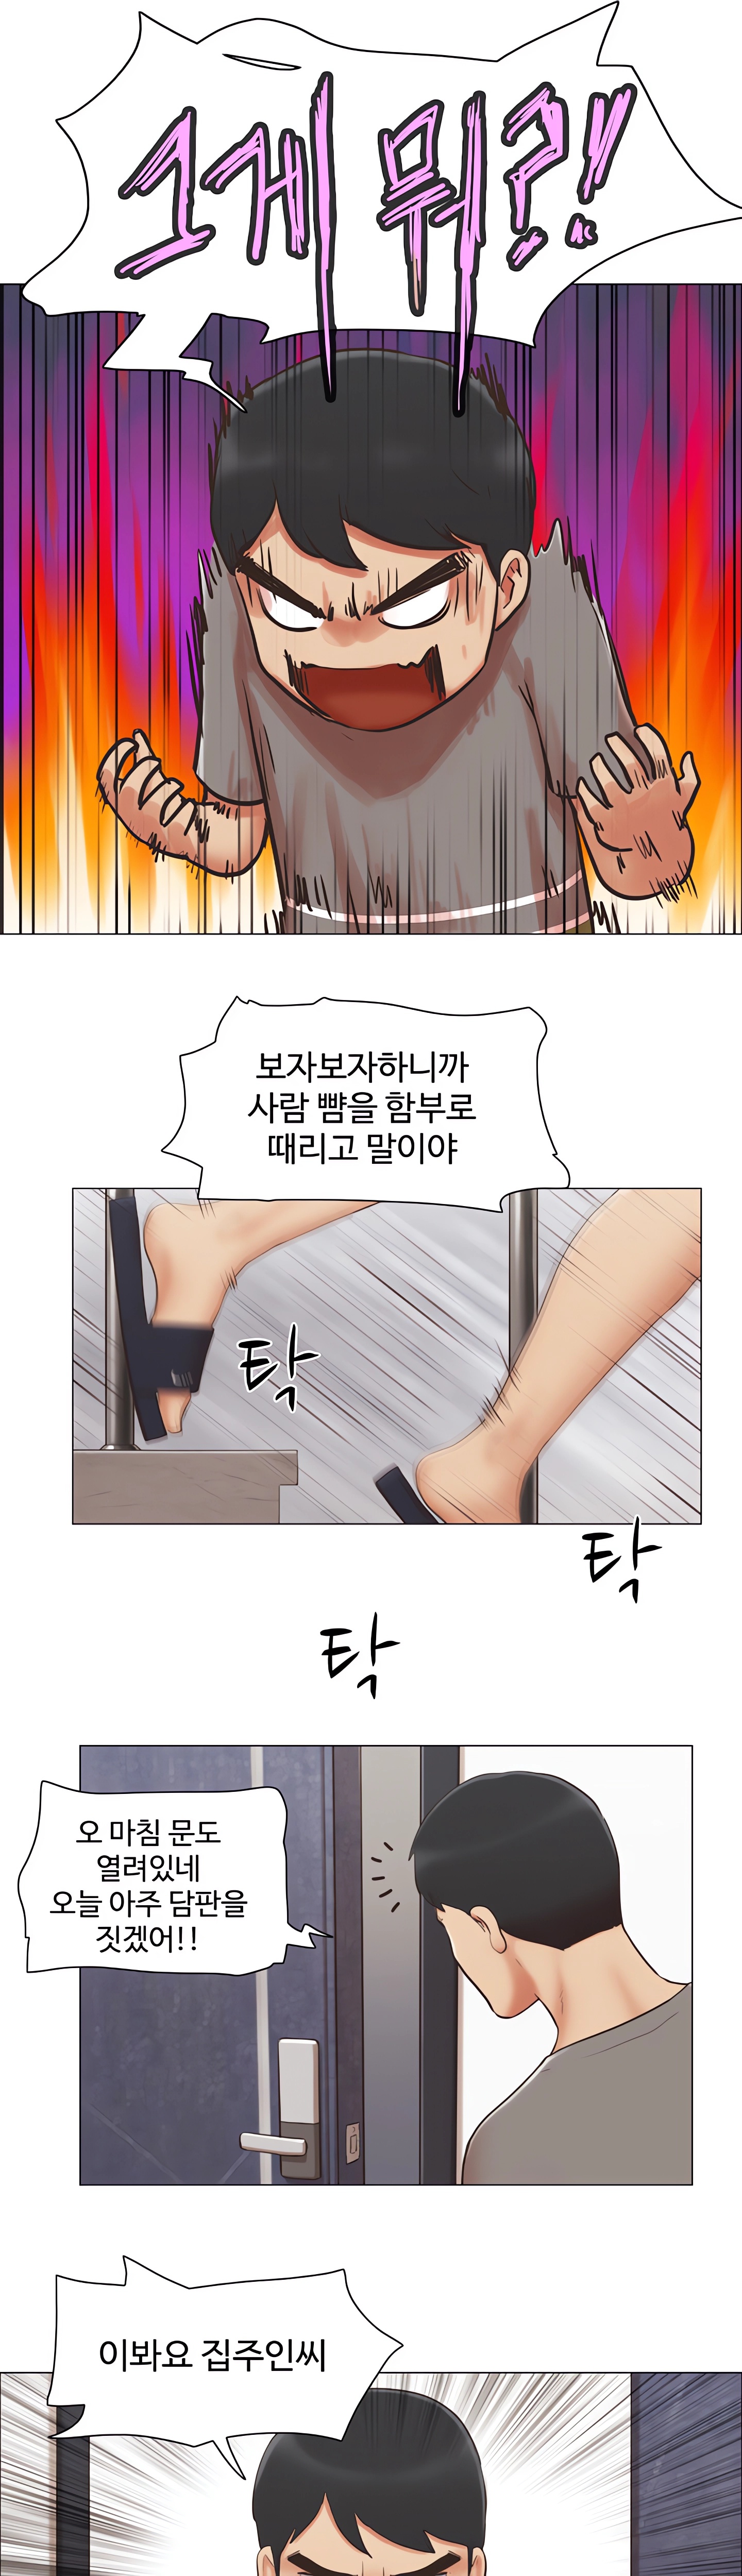 그게 뭐?!
보자보자하니까
사람 뺨을 함부로
때리고 말이야
탁
탁
탁
오 마침 문도
열려있네
오늘 아주 담판을
짓겠어!!
이봐요 집주인씨